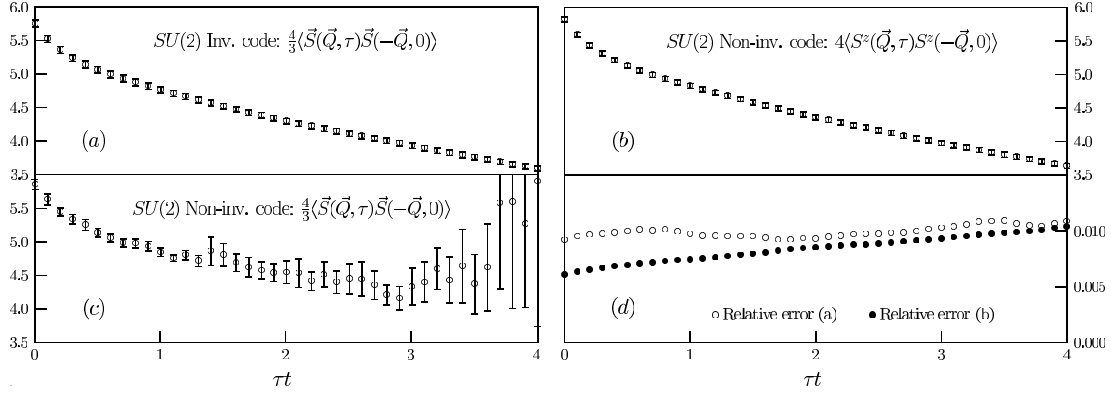 6.0
5.5
5.0
4.5
4.0
3.5
SU(2) Inv. code: 4/3⟨S⃗(Q⃗,τ)S⃗(−Q⃗,0)⟩
(a)
6.0
5.5
5.0
4.5
4.0
3.5
SU(2) Non-inv. code: 4⟨Sᶻ(Q⃗,τ)Sᶻ(−Q⃗,0)⟩
(b)
5.5
5.0
4.5
4.0
3.5
SU(2) Non-inv. code: 4/3⟨S⃗(Q⃗,τ)S⃗(−Q⃗,0)⟩
(c)
0 1 2 3 4
τt
0.010
0.005
0.000
(d)
○ Relative error (a) ● Relative error (b)
0 1 2 3 4
τt